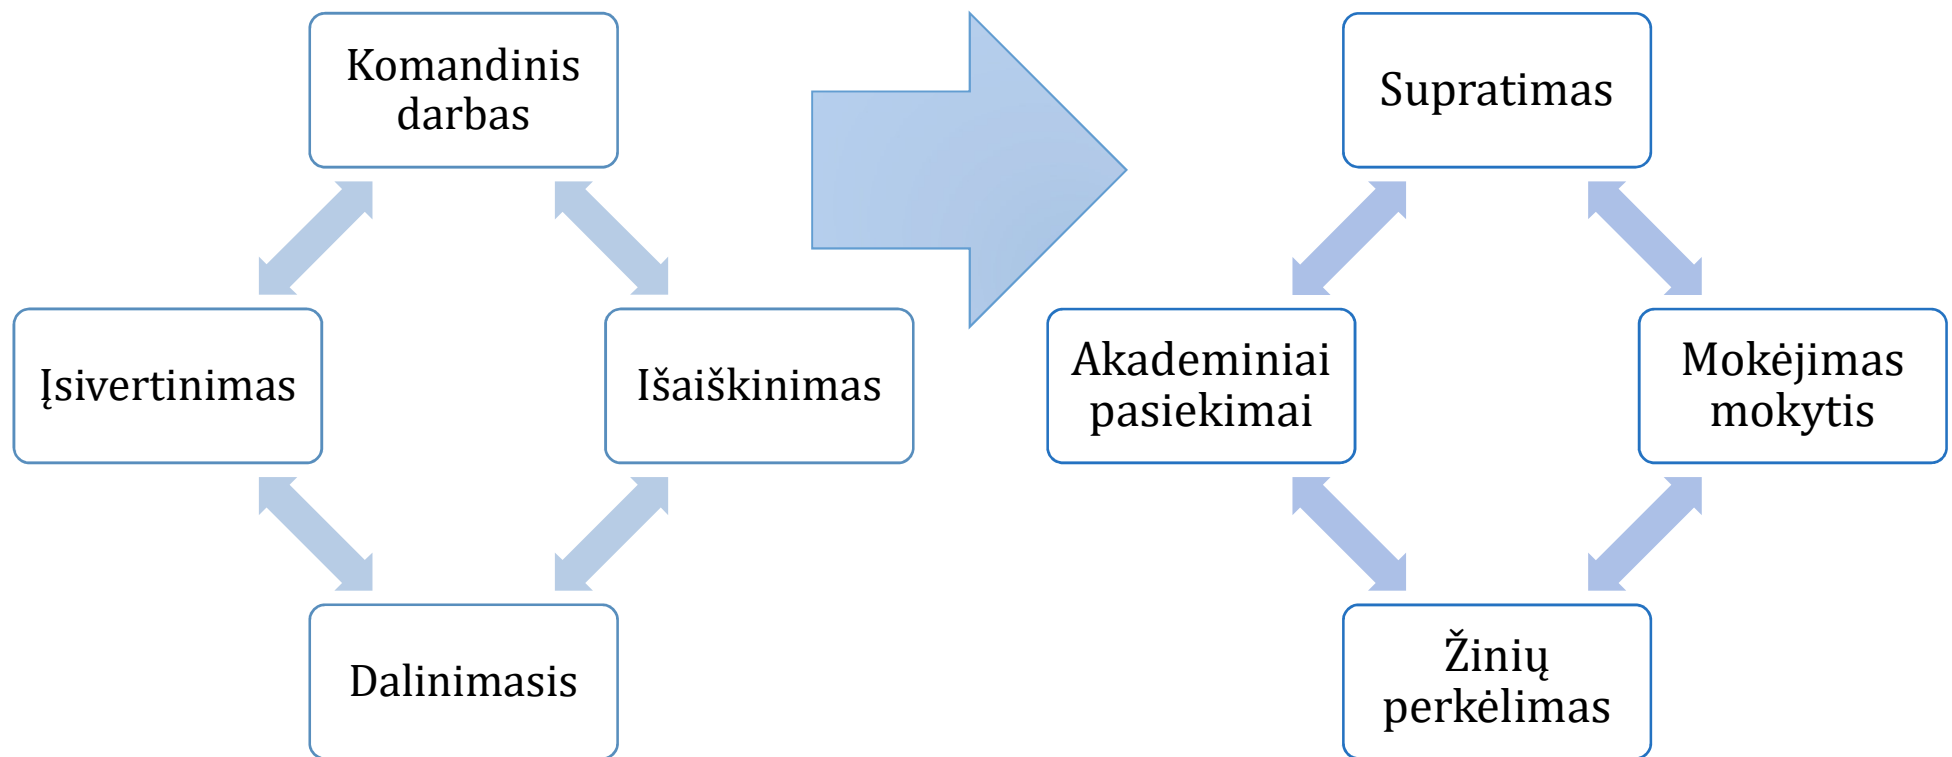 Komandinis
darbas
Įsivertinimas
Išaiškinimas
Dalinimasis
Supratimas
Akademiniai
pasiekimai
Mokėjimas
mokytis
Žinių
perkėlimas